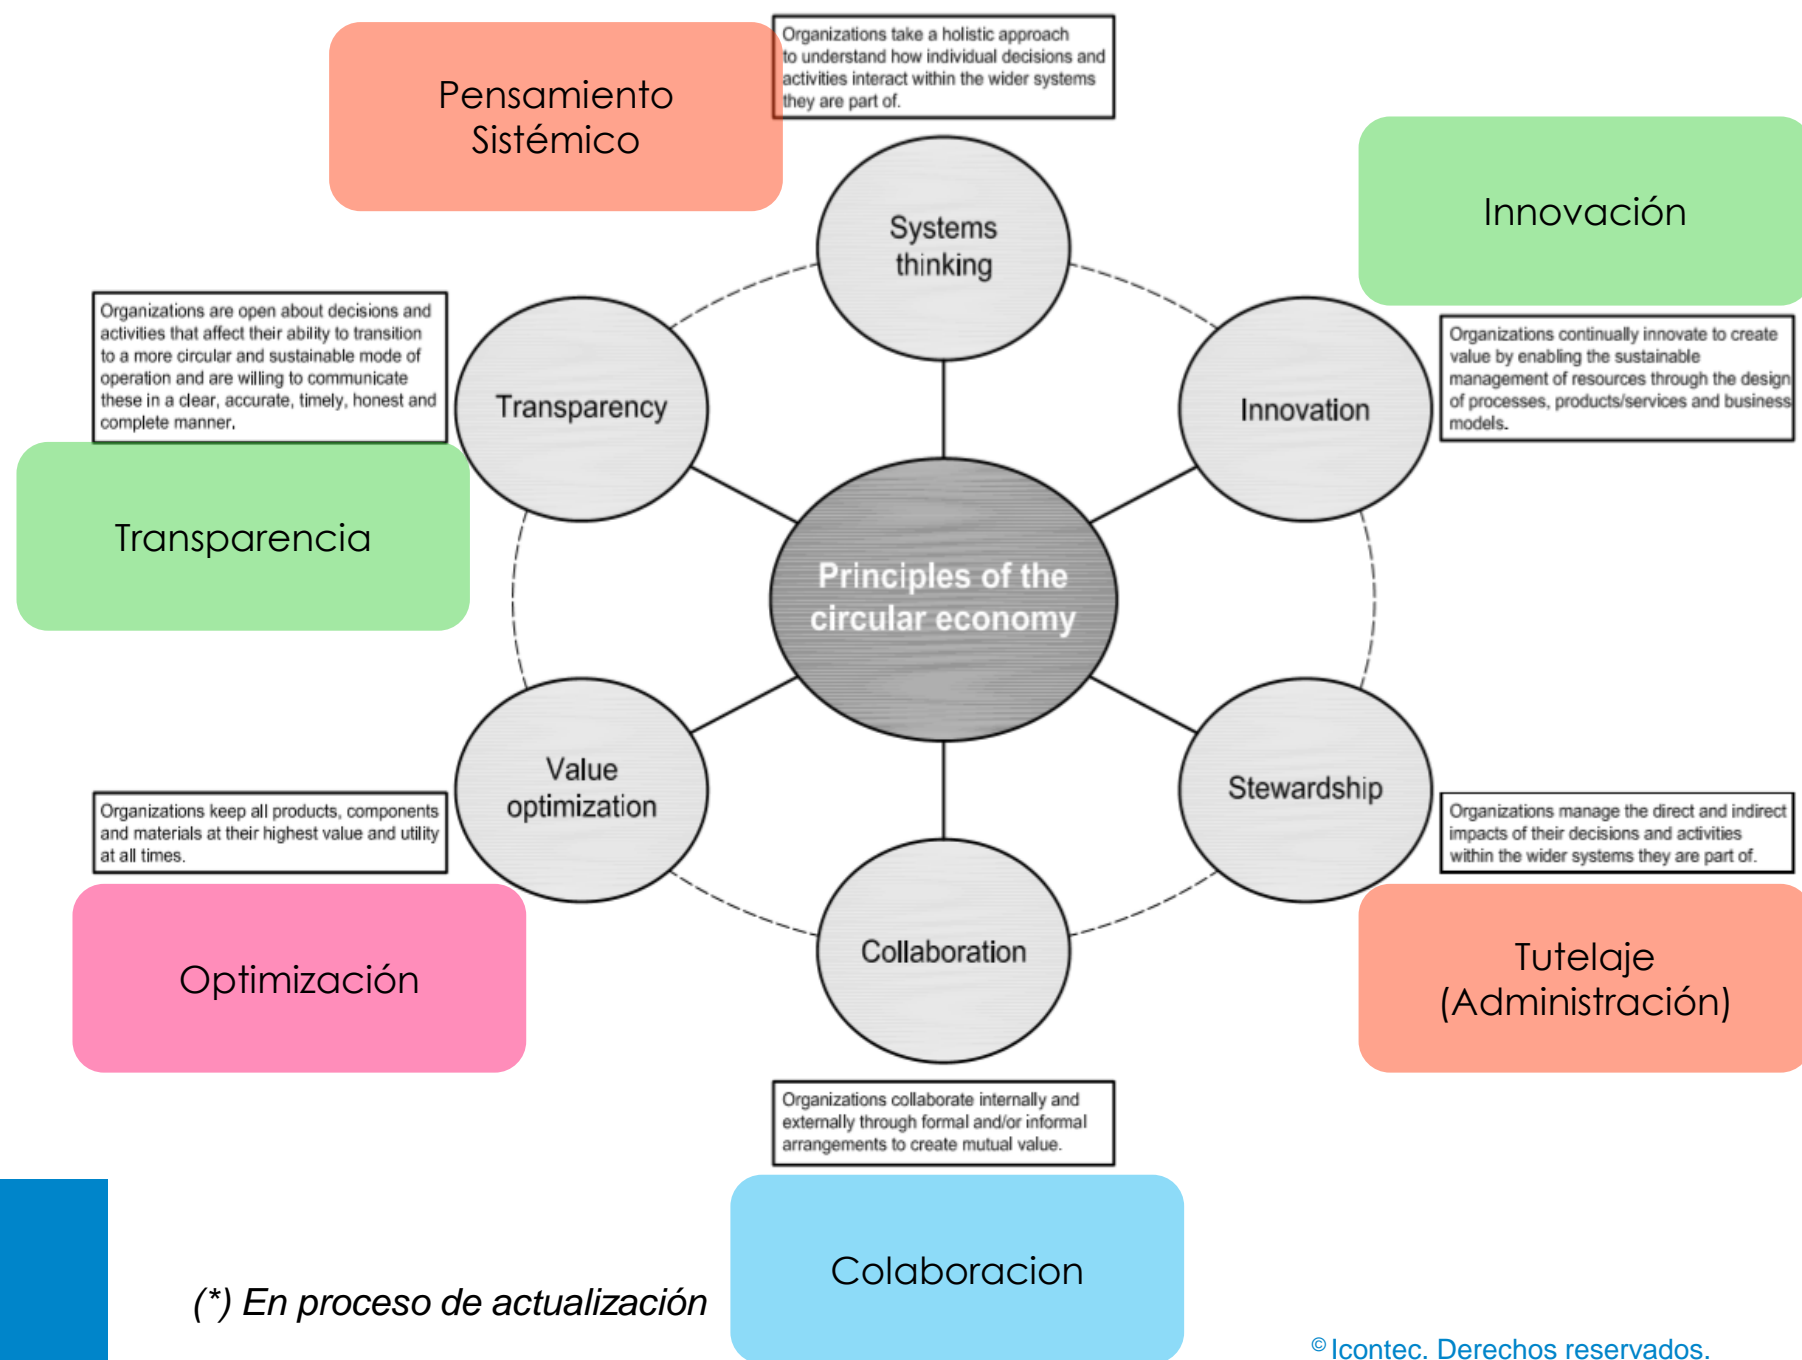 Organizations take a holistic approach
to understand how individual decisions and
activities interact within the wider systems
they are part of.
Pensamiento
Sistémico
Innovación
Systems
thinking
Organizations are open about decisions and
activities that affect their ability to transition
to a more circular and sustainable mode of
operation and are willing to communicate
these in a clear, accurate, timely, honest and
complete manner.
Transparency
Innovation
Organizations continually innovate to create
value by enabling the sustainable
management of resources through the design
of processes, products/services and business
models.
Transparencia
Principles of the
circular economy
Value
optimization
Stewardship
Organizations keep all products, components
and materials at their highest value and utility
at all times.
Organizations manage the direct and indirect
impacts of their decisions and activities
within the wider systems they are part of.
Optimización
Collaboration
Tutelaje
(Administración)
Organizations collaborate internally and
externally through formal and/or informal
arrangements to create mutual value.
Colaboracion
(*) En proceso de actualización
© Icontec. Derechos reservados.